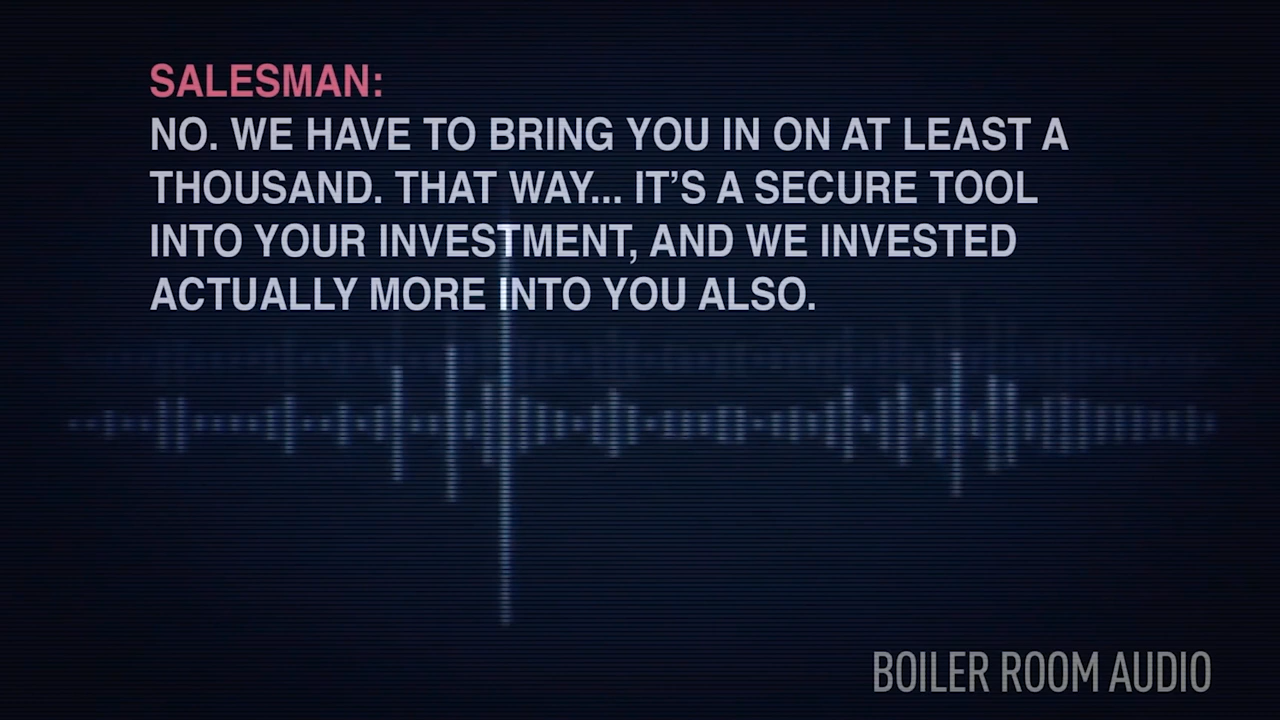 SALESMAN:
NO. WE HAVE TO BRING YOU IN ON AT LEAST A
THOUSAND. THAT WAY... IT'S A SECURE TOOL
INTO YOUR INVESTMENT, AND WE INVESTED
ACTUALLY MORE INTO YOU ALSO.
BOILER ROOM AUDIO